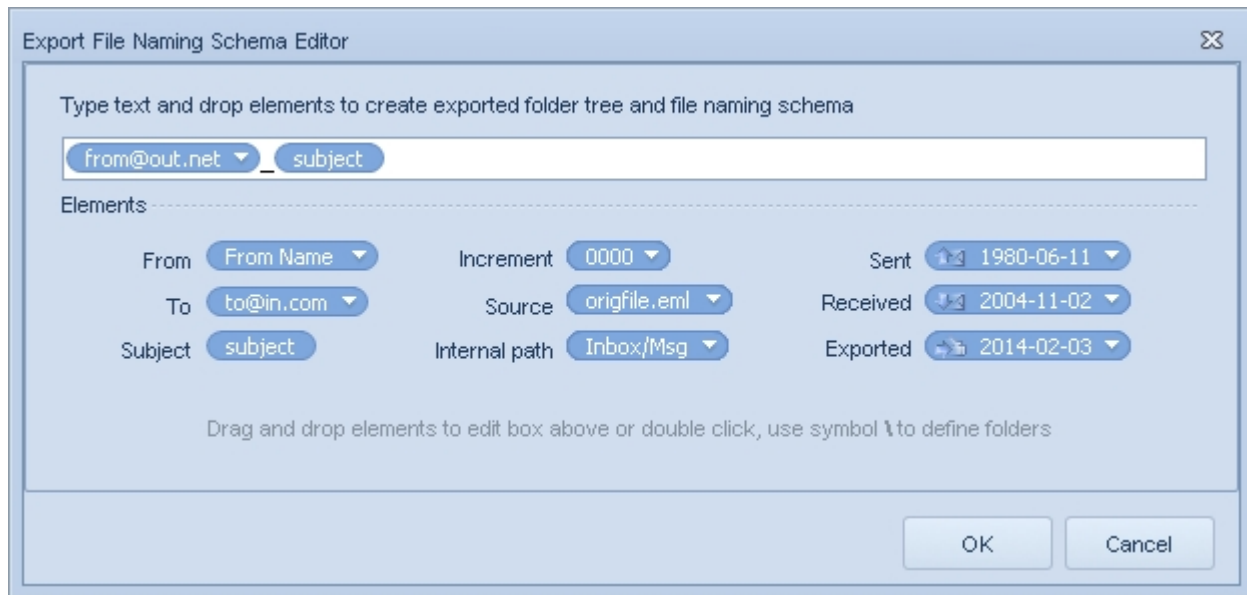 Export File Naming Schema Editor
Type text and drop elements to create exported folder tree and file naming schema
from@out.net _ subject
Elements
From From Name Increment 0000 Sent 1980-06-11
To to@in.com Source origfile.eml Received 2004-11-02
Subject subject Internal path Inbox/Msg Exported 2014-02-03
Drag and drop elements to edit box above or double click, use symbol \ to define folders
OK Cancel